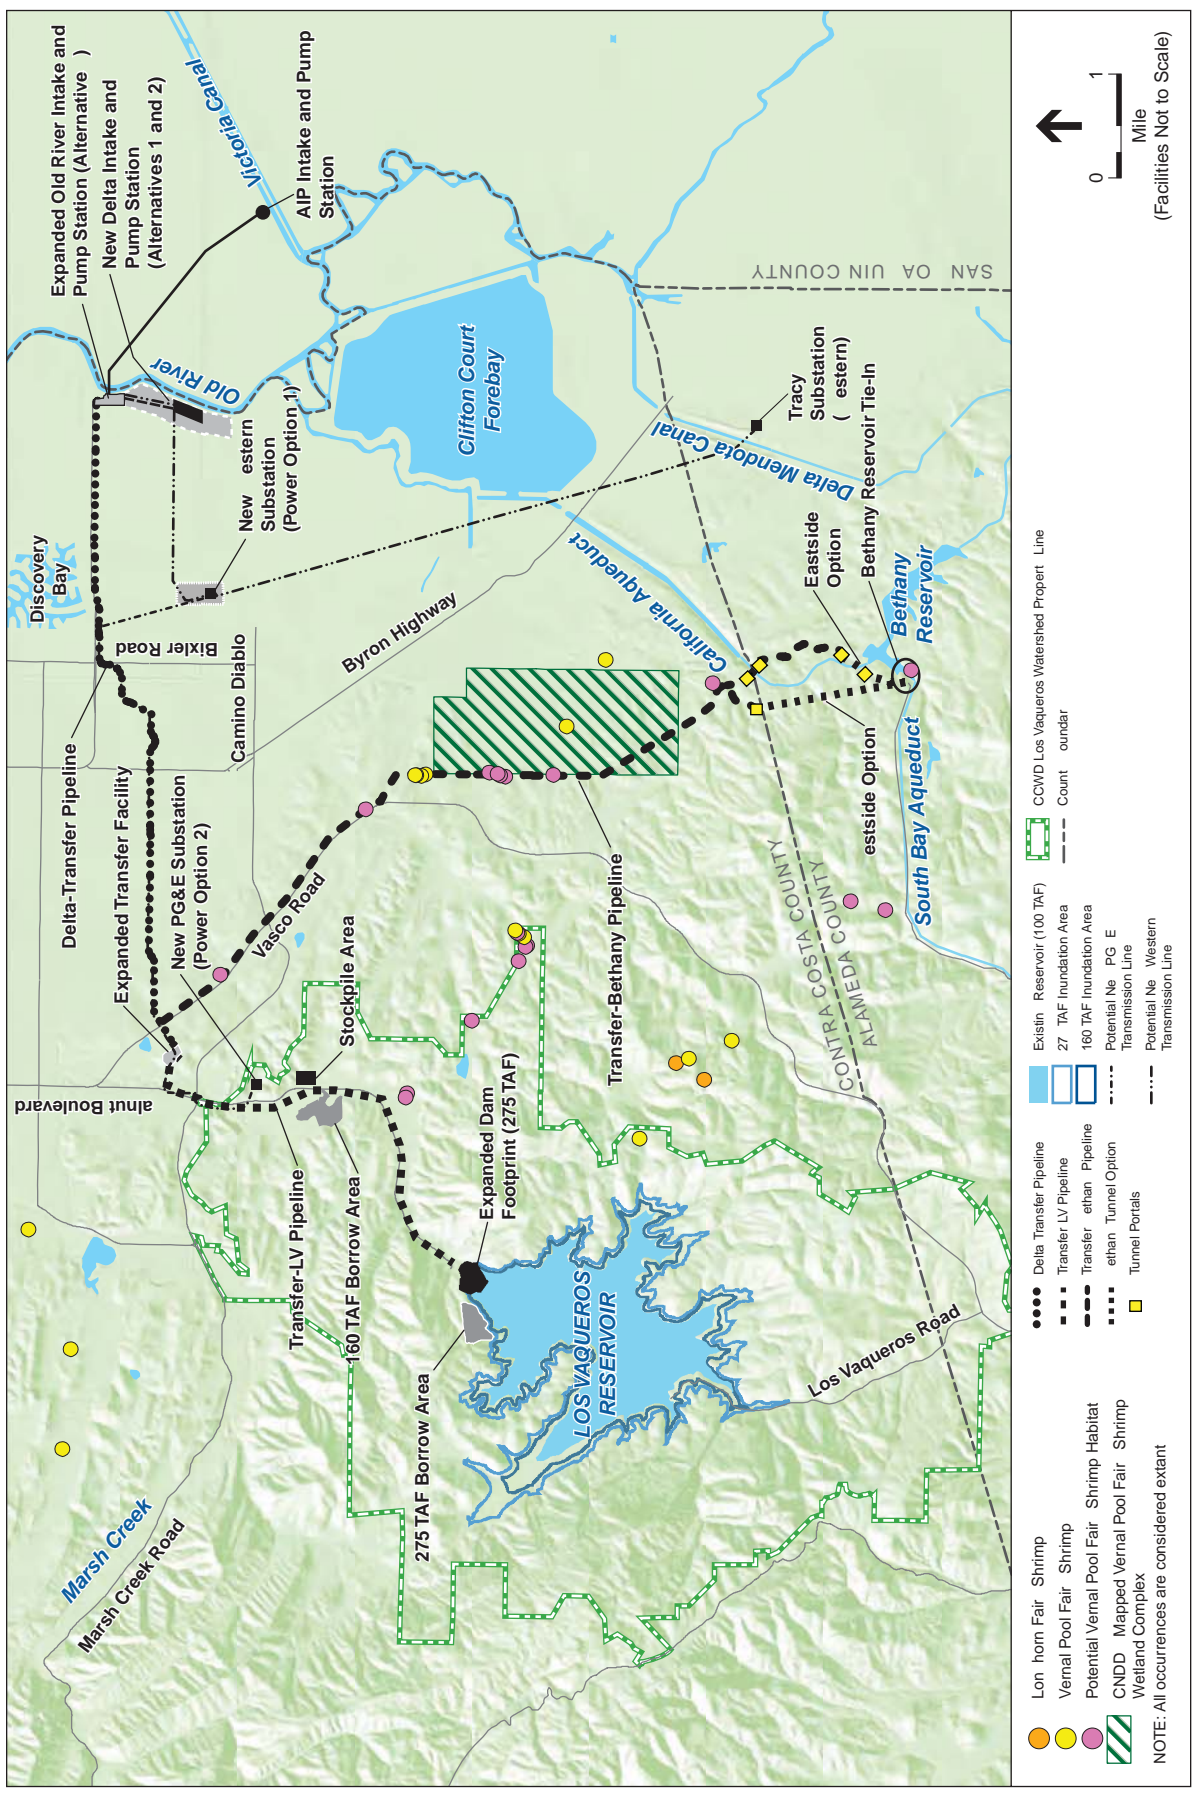 Expanded Old River Intake and
Pump Station (Alternative   )
New Delta Intake and
Pump Station
(Alternatives 1 and 2)
Victoria Canal
AIP Intake and Pump
Station
Old River
Discovery
Bay
New   estern
Substation
(Power Option 1)
Clifton Court
Forebay
SAN   OA  UIN COUNTY
Tracy
Substation
(   estern)
Delta Mendota Canal
Bethany Reservoir Tie-In
Eastside
Option
Bethany
Reservoir
California Aqueduct
Byron Highway
Bixler Road
Camino Diablo
Delta-Transfer Pipeline
Expanded Transfer Facility
New PG&E Substation
(Power Option 2)
Vasco Road
Stockpile Area
Transfer-Bethany Pipeline
estside Option
South Bay Aqueduct
CONTRA COSTA COUNTY
ALAMEDA COUNTY
alnut Boulevard
Transfer-LV Pipeline
160 TAF Borrow Area
Expanded Dam
Footprint (275 TAF)
275 TAF Borrow Area
LOS VAQUEROS
RESERVOIR
Los Vaqueros Road
Marsh Creek
Marsh Creek Road
Lon  horn Fair   Shrimp
Vernal Pool Fair   Shrimp
Potential Vernal Pool Fair   Shrimp Habitat
CNDD   Mapped Vernal Pool Fair   Shrimp
Wetland Complex
NOTE: All occurrences are considered extant
Delta Transfer Pipeline
Transfer LV Pipeline
Transfer   ethan   Pipeline
ethan   Tunnel Option
Tunnel Portals
Existin   Reservoir (100 TAF)
27   TAF Inundation Area
160 TAF Inundation Area
Potential Ne   PG  E
Transmission Line
Potential Ne   Western
Transmission Line
CCWD Los Vaqueros Watershed Propert   Line
Count   oundar
0 1
Mile
(Facilities Not to Scale)